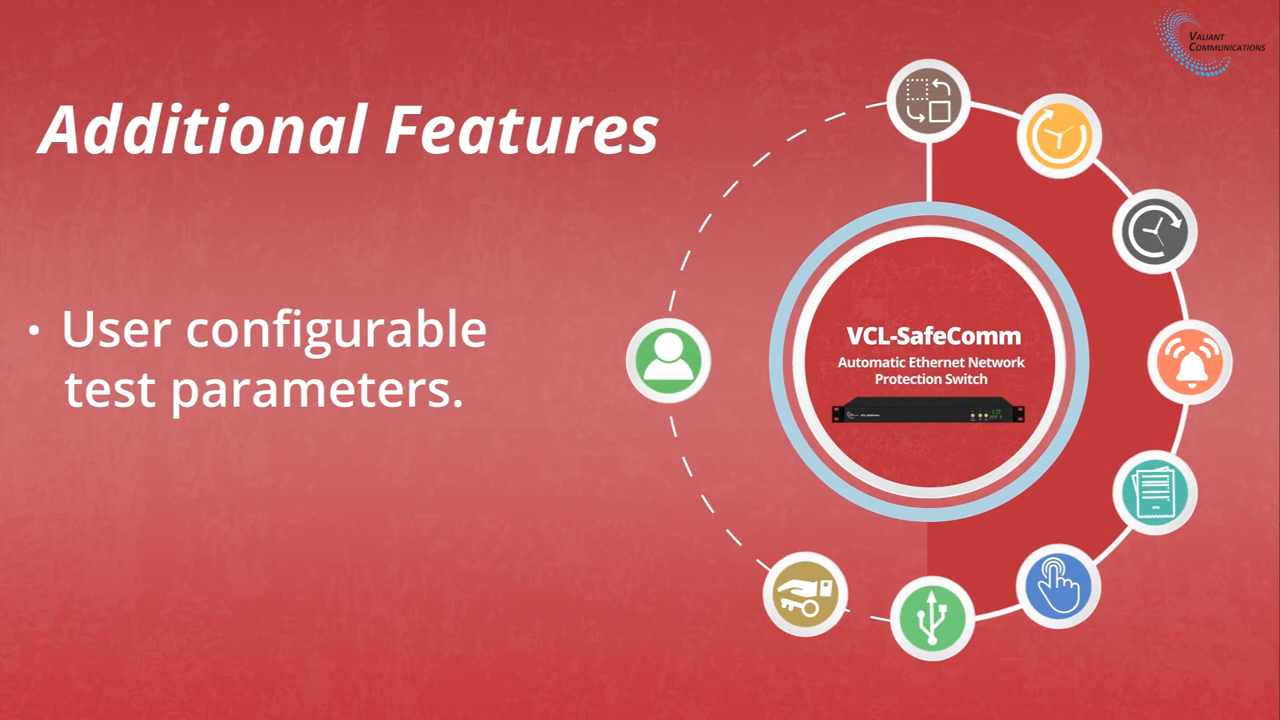 VALIANT
COMMUNICATIONS
Additional Features
• User configurable
test parameters.
VCL-SafeComm
Automatic Ethernet Network
Protection Switch